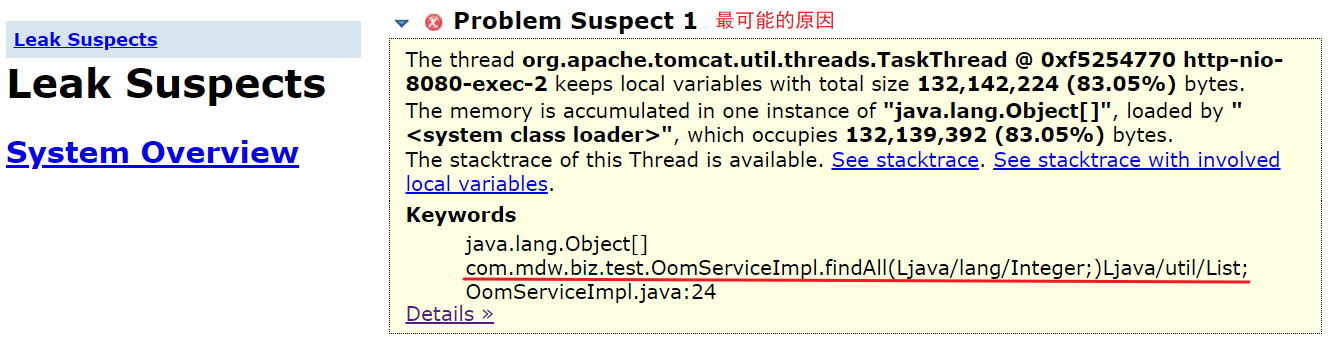 Leak Suspects
Leak Suspects
System Overview
Problem Suspect 1 最可能的原因
The thread org.apache.tomcat.util.threads.TaskThread @ 0xf5254770 http-nio-
8080-exec-2 keeps local variables with total size 132,142,224 (83.05%) bytes.
The memory is accumulated in one instance of "java.lang.Object[]", loaded by "
<system class loader>", which occupies 132,139,392 (83.05%) bytes.
The stacktrace of this Thread is available. See stacktrace. See stacktrace with involved
local variables.
Keywords
java.lang.Object[]
com.mdw.biz.test.OomServiceImpl.findAll(Ljava/lang/Integer;)Ljava/util/List;
OomServiceImpl.java:24
Details »